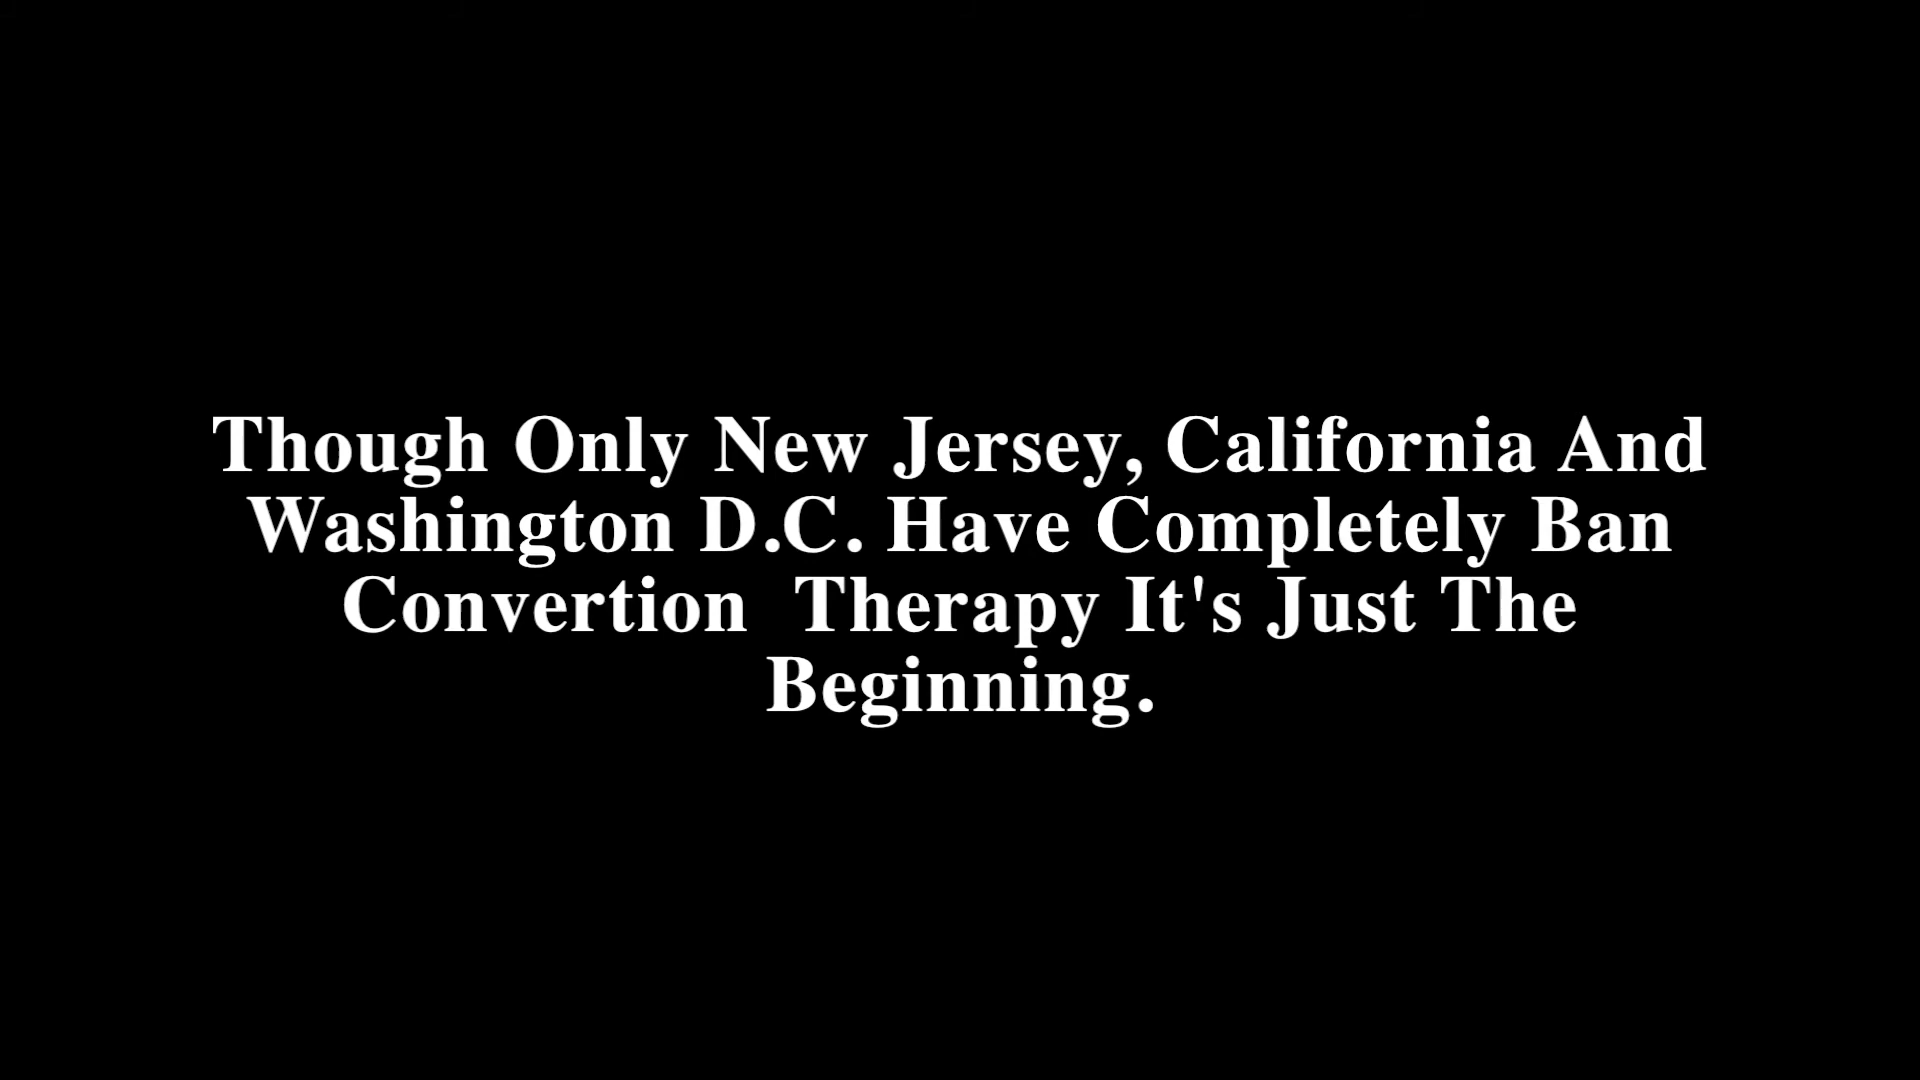 Though Only New Jersey, California And
Washington D.C. Have Completely Ban
Convertion  Therapy It's Just The
Beginning.